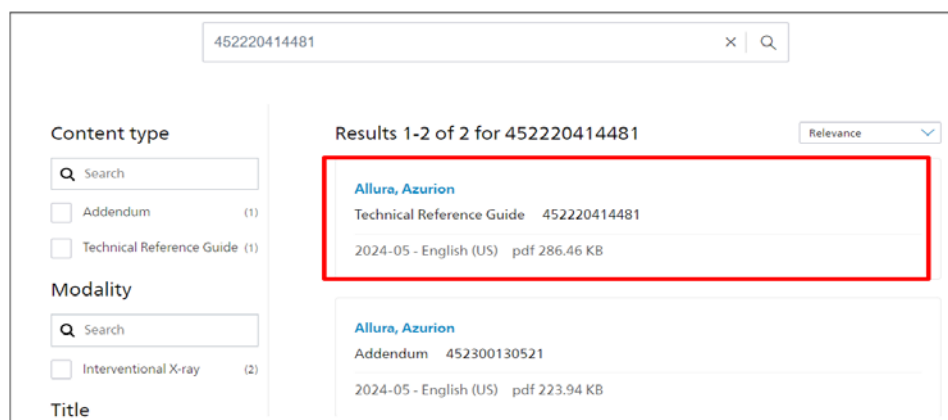 452220414481
Content type
Search
Addendum (1)
Technical Reference Guide (1)
Modality
Search
Interventional X-ray (2)
Title
Results 1-2 of 2 for 452220414481
Relevance
Allura, Azurion
Technical Reference Guide 452220414481
2024-05 - English (US) pdf 286.46 KB
Allura, Azurion
Addendum 452300130521
2024-05 - English (US) pdf 223.94 KB